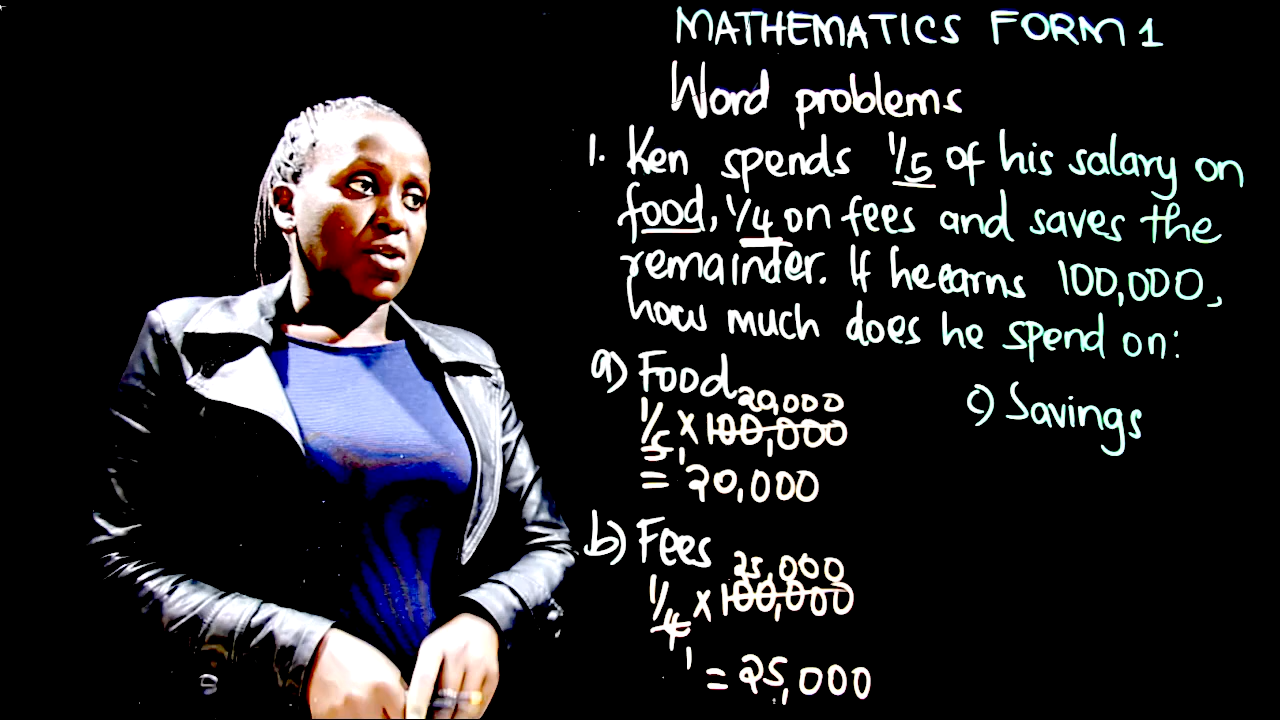 MATHEMATICS FORM 1
Word problems
1. Ken spends 1/5 of his salary on
food, 1/4 on fees and saves the
remainder. If he earns 100,000,
how much does he spend on:
a) Food
20,000
1/5 × 100,000
1
= 20,000
b) Fees
25,000
1/4 × 100,000
1
= 25,000
c) Savings